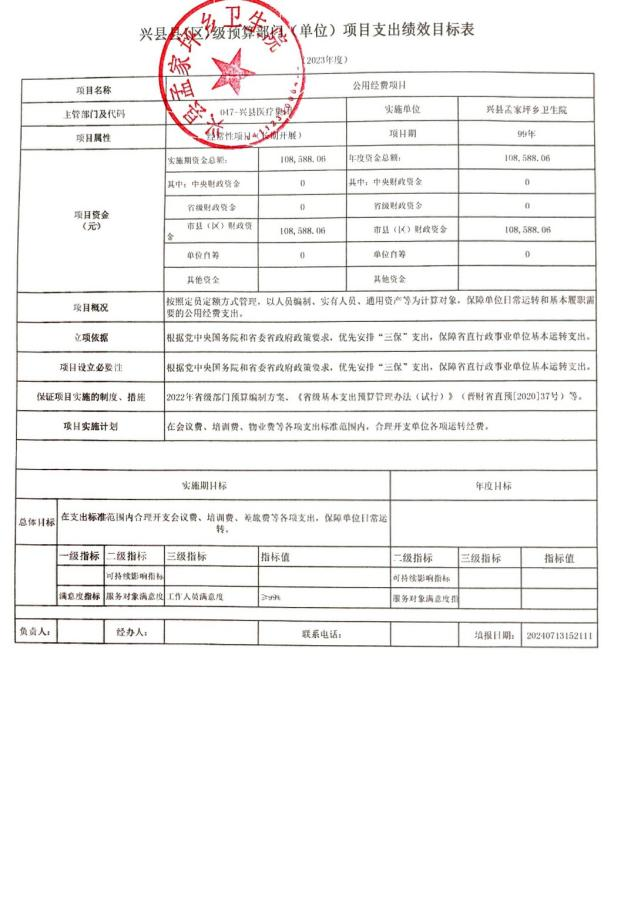 兴县县(区)级预算部门（单位）项目支出绩效目标表
（2023年度）
兴县孟家坪乡卫生院
项目名称 公用经费项目
主管部门及代码 047-兴县医疗集团 实施单位 兴县孟家坪乡卫生院
项目属性 经常性项目（长期开展） 项目期 99年
项目资金（元）
实施期资金总额: 108,588.06 年度资金总额: 108,588.06
其中: 中央财政资金 0 其中: 中央财政资金 0
省级财政资金 0 省级财政资金 0
市县（区）财政资金 108,588.06 市县（区）财政资金 108,588.06
单位自筹 0 单位自筹 0
其他资金 其他资金
项目概况 按照定员定额方式管理，以人员编制、实有人员、通用资产等为计算对象，保障单位日常运转和基本履职需
要的公用经费支出。
立项依据 根据党中央国务院和省委省政府政策要求，优先安排“三保”支出，保障省直行政事业单位基本运转支出。
项目设立必要性 根据党中央国务院和省委省政府政策要求，优先安排“三保”支出，保障省直行政事业单位基本运转支出。
保证项目实施的制度、措施 2022年省级部门预算编制方案、《省级基本支出预算管理办法（试行）》（晋财省直预[2020]37号）等。
项目实施计划 在会议费、培训费、物业费等各项支出标准范围内，合理开支单位各项运转经费。
实施期目标 年度目标
总体目标 在支出标准范围内合理开支会议费、培训费、差旅费等各项支出，保障单位日常运
转。
一级指标 二级指标 三级指标 指标值 二级指标 三级指标 指标值
可持续影响指标 可持续影响指标
满意度指标 服务对象满意度 工作人员满意度 ≥99% 服务对象满意度指
负责人: 经办人: 联系电话: 填报日期: 20240713152111